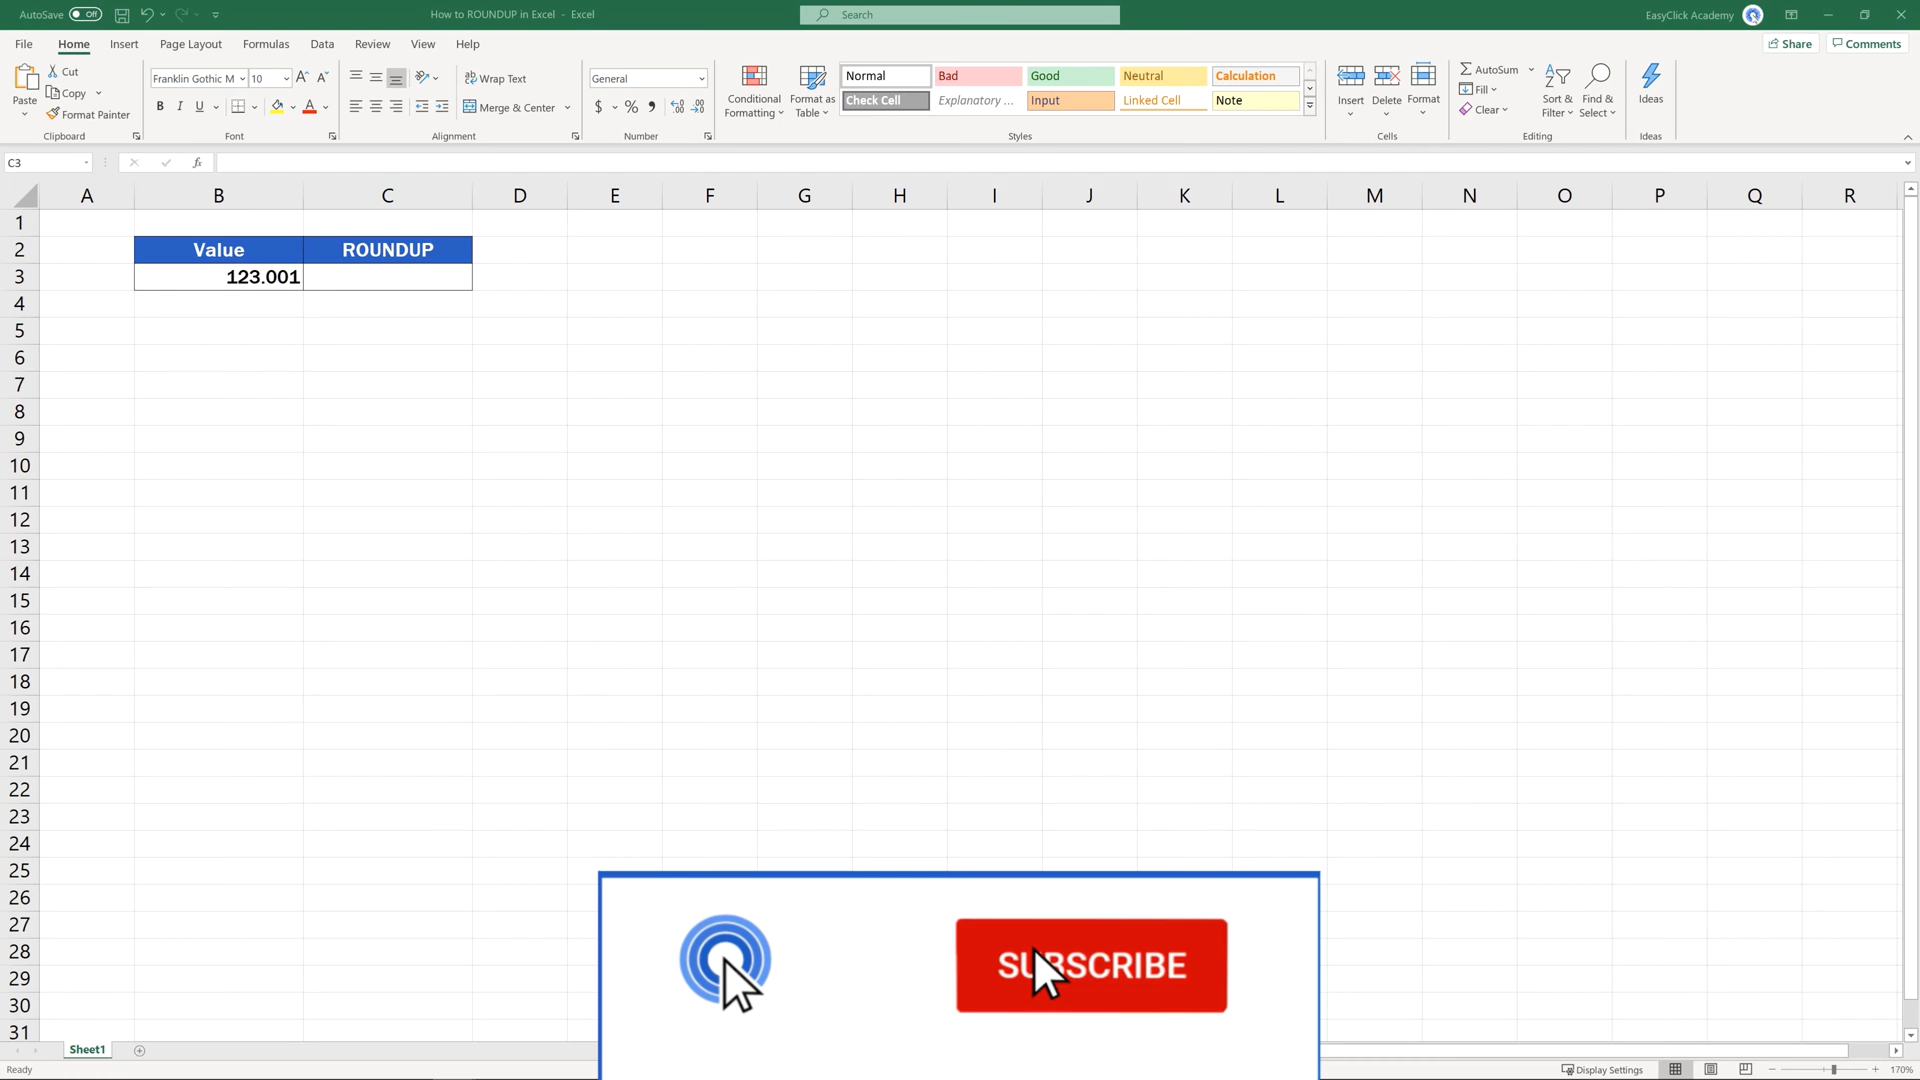 AutoSave Off How to ROUNDUP in Excel - Excel Search EasyClick Academy
File Home Insert Page Layout Formulas Data Review View Help Share Comments
Paste Cut Copy Format Painter Clipboard
Franklin Gothic M 10 B I U A Font
Wrap Text Merge & Center Alignment
General $ % Number
Conditional Formatting Format as Table
Normal Bad Good Neutral Calculation
Check Cell Explanatory ... Input Linked Cell Note
Styles
Insert Delete Format Cells
AutoSum Fill Clear Sort & Filter Find & Select Editing
Ideas Ideas
C3 fx
A B C D E F G H I J K L M N O P Q R
1
2 Value ROUNDUP
3 123.001
4
5
6
7
8
9
10
11
12
13
14
15
16
17
18
19
20
21
22
23
24
25
26
27
28 SUBSCRIBE
29
30
31
Sheet1
Ready Display Settings 170%